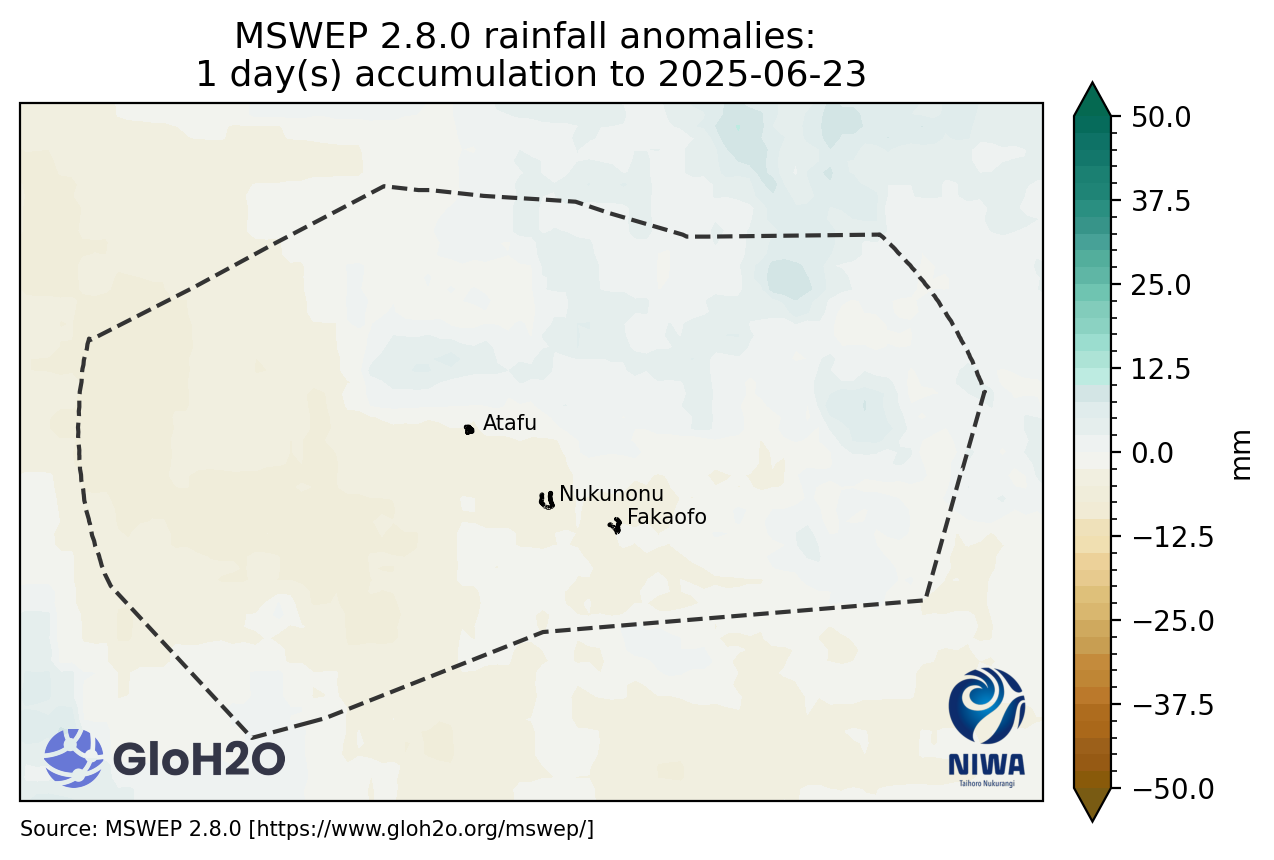 MSWEP 2.8.0 rainfall anomalies:
1 day(s) accumulation to 2025-06-23
50.0
37.5
25.0
12.5
0.0
−12.5
−25.0
−37.5
−50.0
mm
Atafu
Nukunonu
Fakaofo
GloH2O
NIWA
Taihoro Nukurangi
Source: MSWEP 2.8.0 [https://www.gloh2o.org/mswep/]